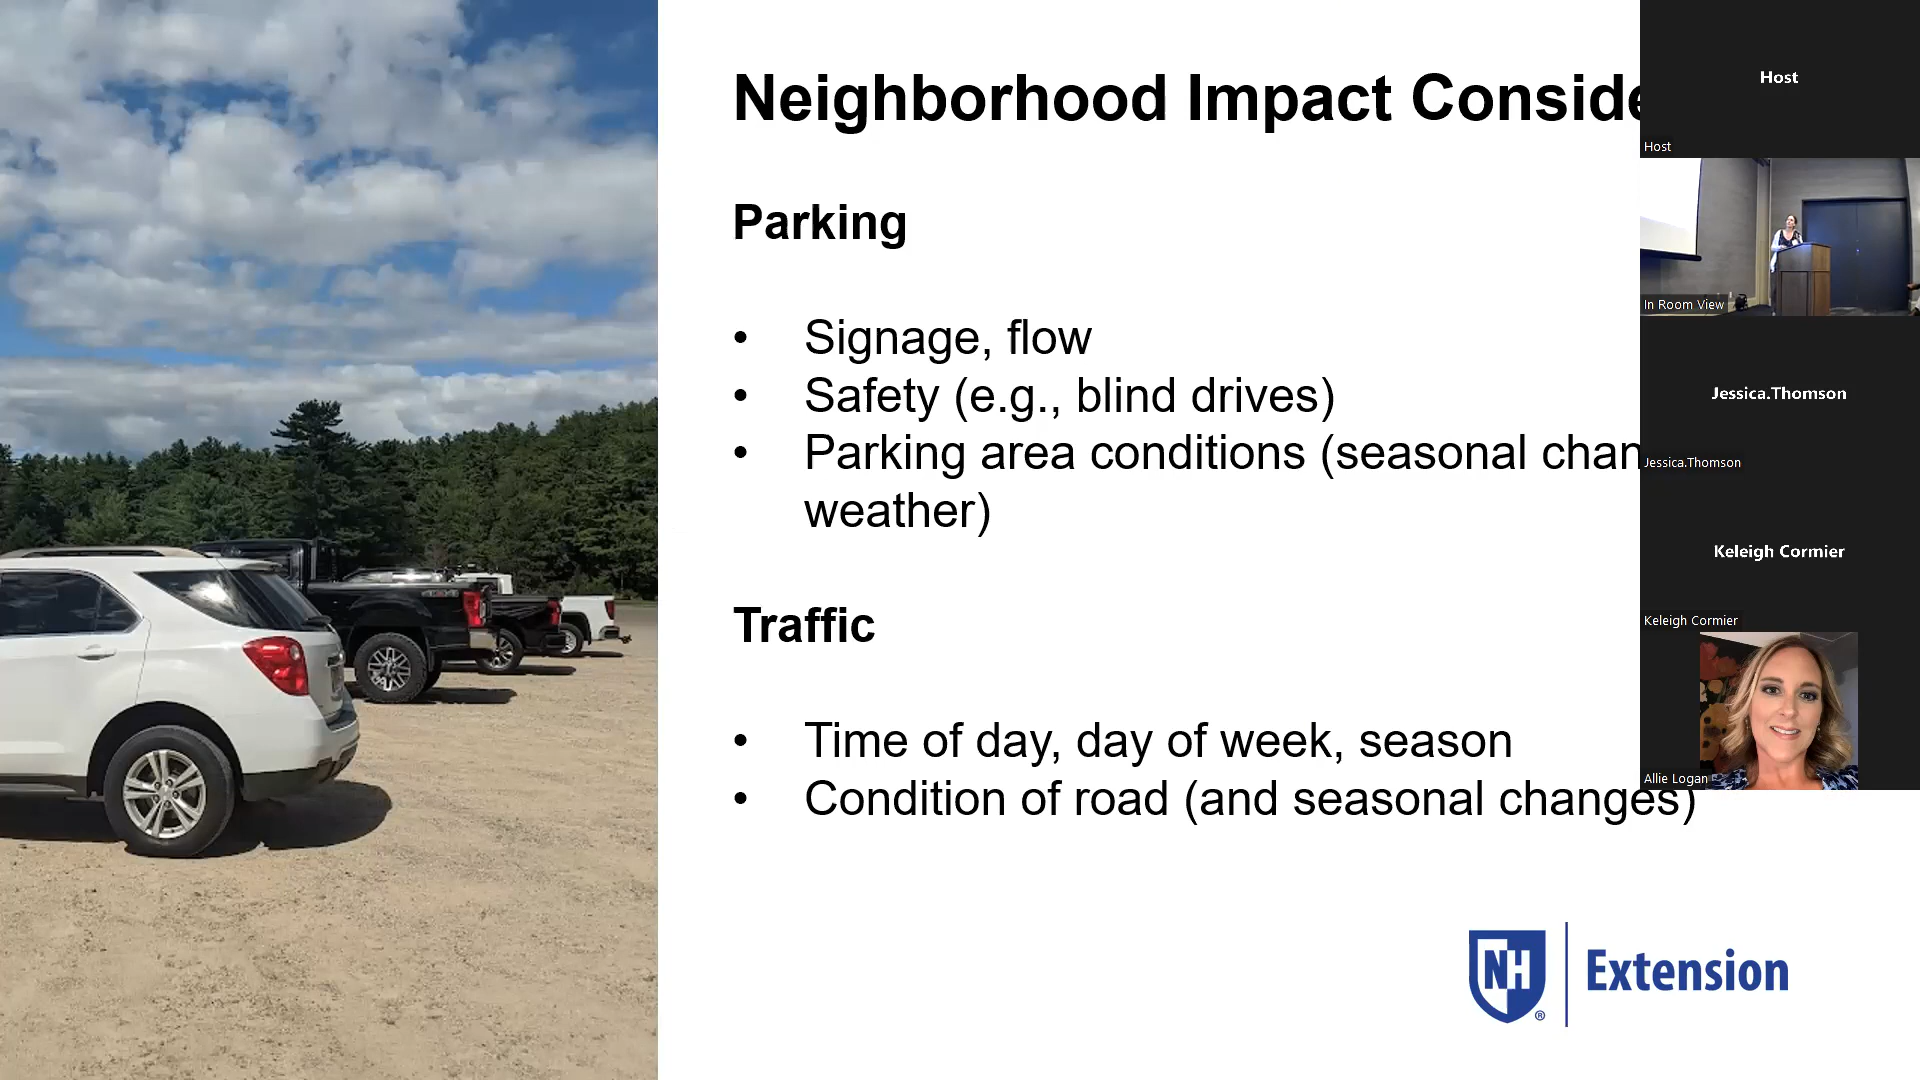 Neighborhood Impact Conside
Parking
• Signage, flow
• Safety (e.g., blind drives)
• Parking area conditions (seasonal chan
weather)
Traffic
• Time of day, day of week, season
• Condition of road (and seasonal changes)
NH
®
Extension
Host
Host
In Room View
Jessica.Thomson
Jessica.Thomson
Keleigh Cormier
Keleigh Cormier
Allie Logan